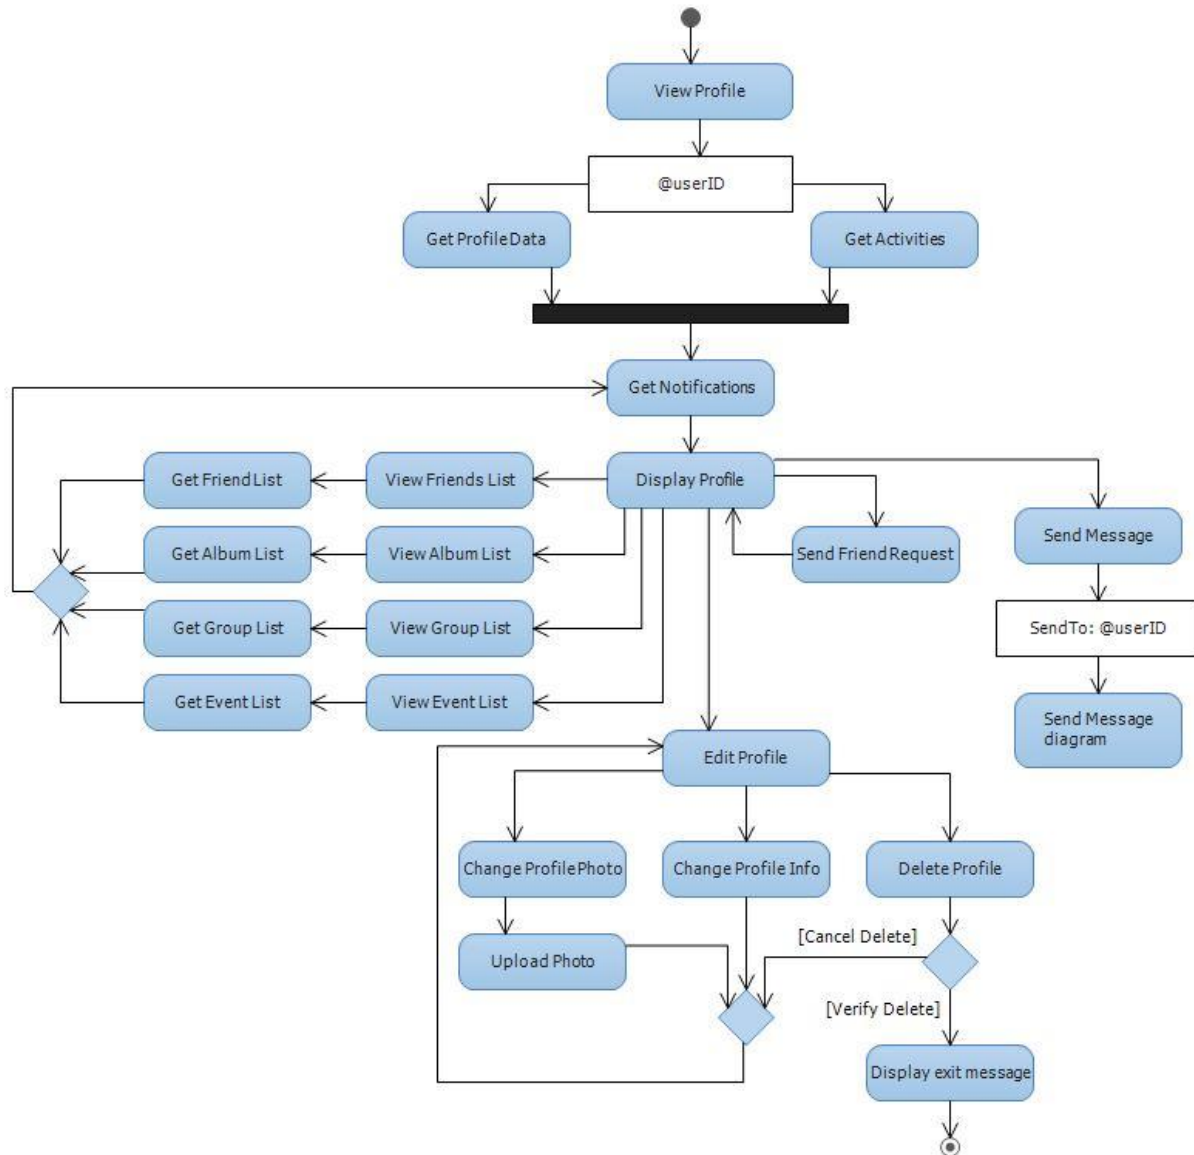 View Profile
@userID
Get Profile Data
Get Activities
Get Notifications
Get Friend List
View Friends List
Display Profile
Send Message
Get Album List
View Album List
Send Friend Request
Get Group List
View Group List
SendTo: @userID
Get Event List
View Event List
Send Message
diagram
Edit Profile
Change Profile Photo
Change Profile Info
Delete Profile
[Cancel Delete]
Upload Photo
[Verify Delete]
Display exit message